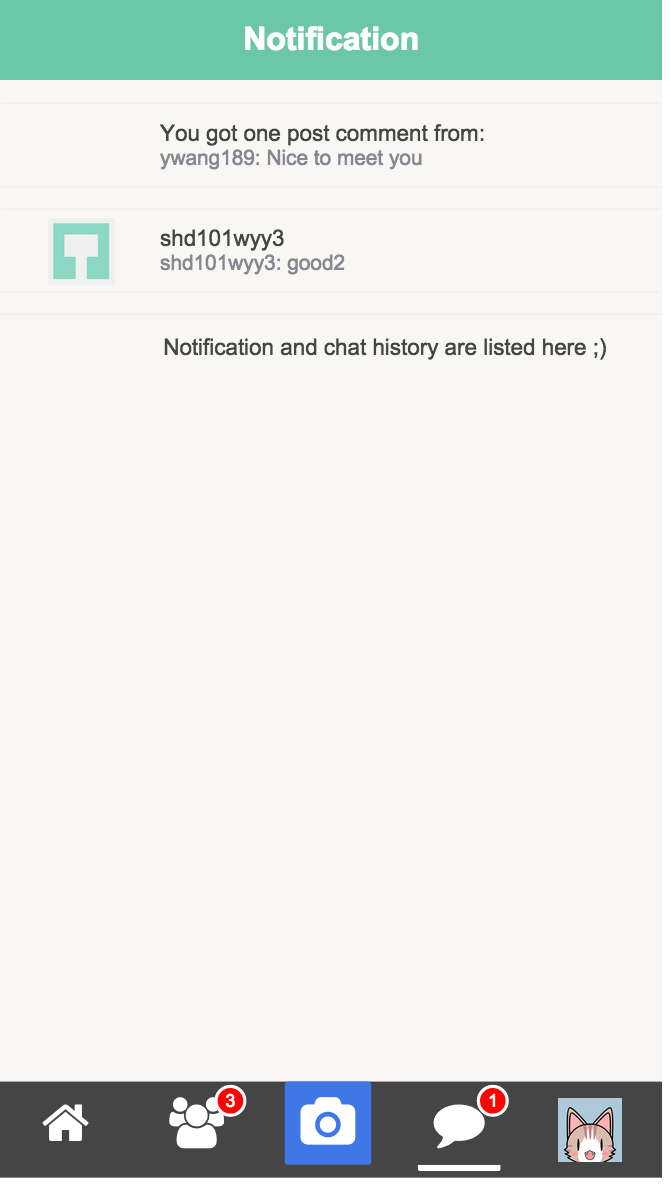 Notification
You got one post comment from:
ywang189: Nice to meet you
shd101wyy3
shd101wyy3: good2
Notification and chat history are listed here ;)
3
1